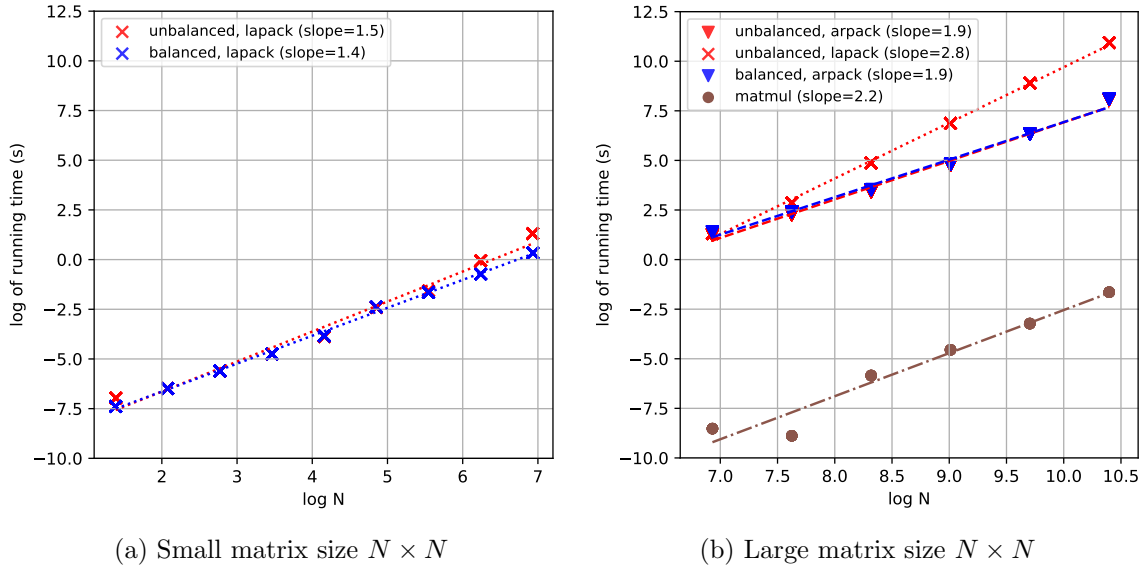 12.5
10.0
7.5
5.0
2.5
0.0
−2.5
−5.0
−7.5
−10.0
log of running time (s)
unbalanced, lapack (slope=1.5)
balanced, lapack (slope=1.4)
2 3 4 5 6 7
log N
(a) Small matrix size N × N
12.5
10.0
7.5
5.0
2.5
0.0
−2.5
−5.0
−7.5
−10.0
log of running time (s)
unbalanced, arpack (slope=1.9)
unbalanced, lapack (slope=2.8)
balanced, arpack (slope=1.9)
matmul (slope=2.2)
7.0 7.5 8.0 8.5 9.0 9.5 10.0 10.5
log N
(b) Large matrix size N × N